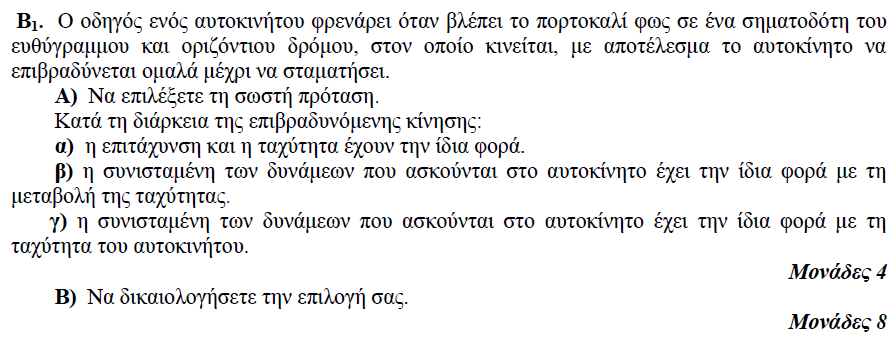 Β1. Ο οδηγός ενός αυτοκινήτου φρενάρει όταν βλέπει το πορτοκαλί φως σε ένα σηματοδότη του
ευθύγραμμου και οριζόντιου δρόμου, στον οποίο κινείται, με αποτέλεσμα το αυτοκίνητο να
επιβραδύνεται ομαλά μέχρι να σταματήσει.
Α) Να επιλέξετε τη σωστή πρόταση.
Κατά τη διάρκεια της επιβραδυνόμενης κίνησης:
α) η επιτάχυνση και η ταχύτητα έχουν την ίδια φορά.
β) η συνισταμένη των δυνάμεων που ασκούνται στο αυτοκίνητο έχει την ίδια φορά με τη
μεταβολή της ταχύτητας.
γ) η συνισταμένη των δυνάμεων που ασκούνται στο αυτοκίνητο έχει την ίδια φορά με τη
ταχύτητα του αυτοκινήτου.
Μονάδες 4
Β) Να δικαιολογήσετε την επιλογή σας.
Μονάδες 8